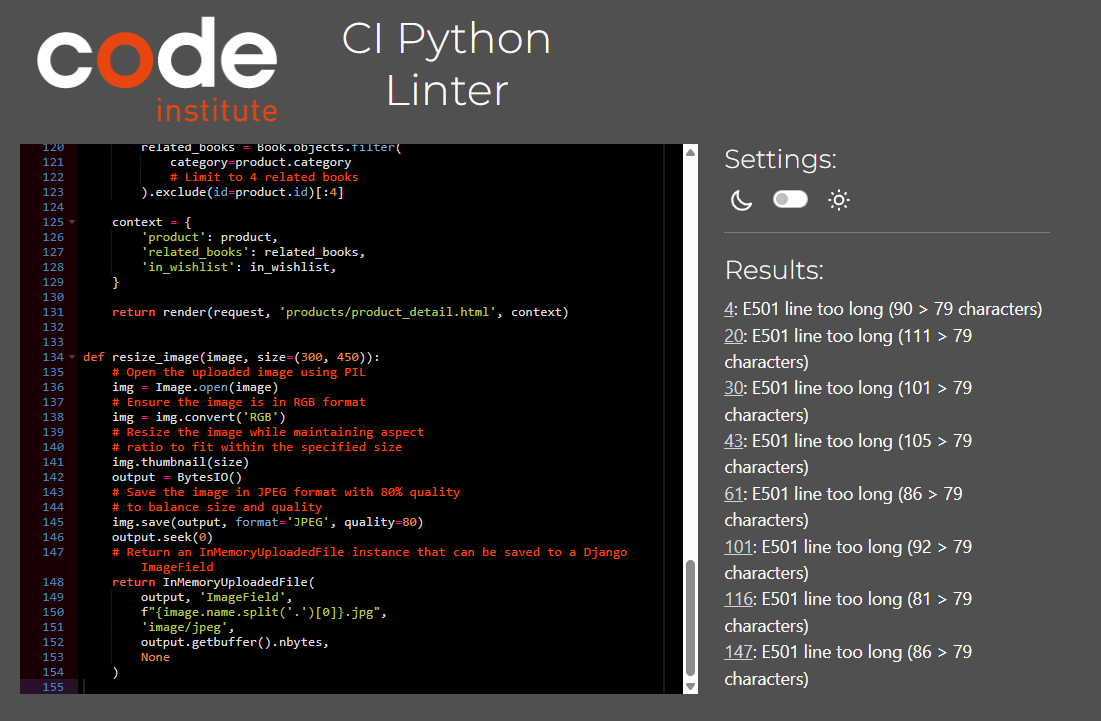 code
institute
CI Python
Linter
120 related_books = Book.objects.filter(
121 category=product.category
122 # Limit to 4 related books
123 ).exclude(id=product.id)[:4]
124
125 context = {
126 'product': product,
127 'related_books': related_books,
128 'in_wishlist': in_wishlist,
129 }
130
131 return render(request, 'products/product_detail.html', context)
132
133
134 def resize_image(image, size=(300, 450)):
135 # Open the uploaded image using PIL
136 img = Image.open(image)
137 # Ensure the image is in RGB format
138 img = img.convert('RGB')
139 # Resize the image while maintaining aspect
140 # ratio to fit within the specified size
141 img.thumbnail(size)
142 output = BytesIO()
143 # Save the image in JPEG format with 80% quality
144 # to balance size and quality
145 img.save(output, format='JPEG', quality=80)
146 output.seek(0)
147 # Return an InMemoryUploadedFile instance that can be saved to a Django
ImageField
148 return InMemoryUploadedFile(
149 output, 'ImageField',
150 f"{image.name.split('.')[0]}.jpg",
151 'image/jpeg',
152 output.getbuffer().nbytes,
153 None
154 )
155
Settings:
Results:
4: E501 line too long (90 > 79 characters)
20: E501 line too long (111 > 79
characters)
30: E501 line too long (101 > 79
characters)
43: E501 line too long (105 > 79
characters)
61: E501 line too long (86 > 79
characters)
101: E501 line too long (92 > 79
characters)
116: E501 line too long (81 > 79
characters)
147: E501 line too long (86 > 79
characters)